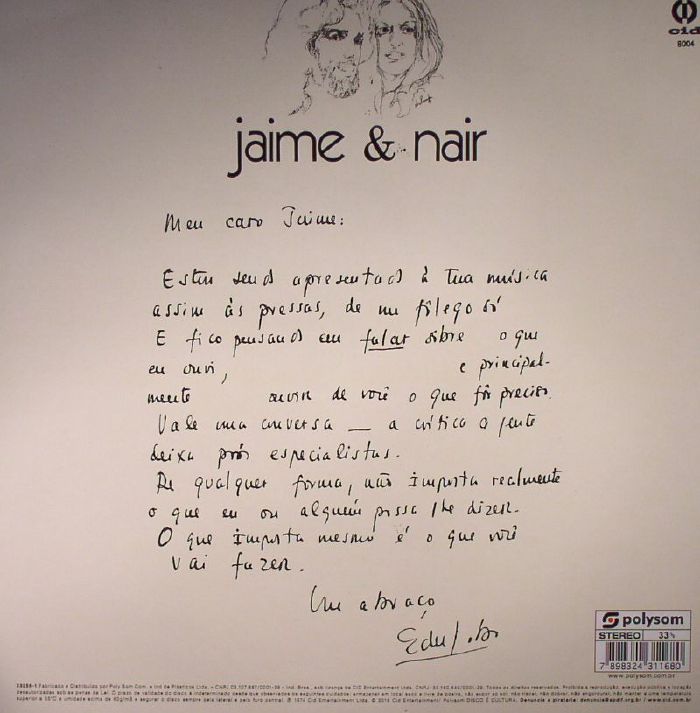 cid
8004
jaime & nair
Meu caro Jaime:
Estou sendo apresentado à tua música
assim às pressas, de um fôlego só
E fico pensando em falar sôbre o que
eu ouvi, e principal-
mente ouvir de você o que fôr preciso.
Vale uma conversa — a crítica a gente
deixa prós especialistas.
De qualquer forma, não importa realmente
o que eu ou alguém possa lhe dizer.
O que importa mesmo é o que você
vai fazer.
Um abraço
Edu Lobo
polysom
STEREO 33⅓
7 898324 311680
www.polysom.com.br